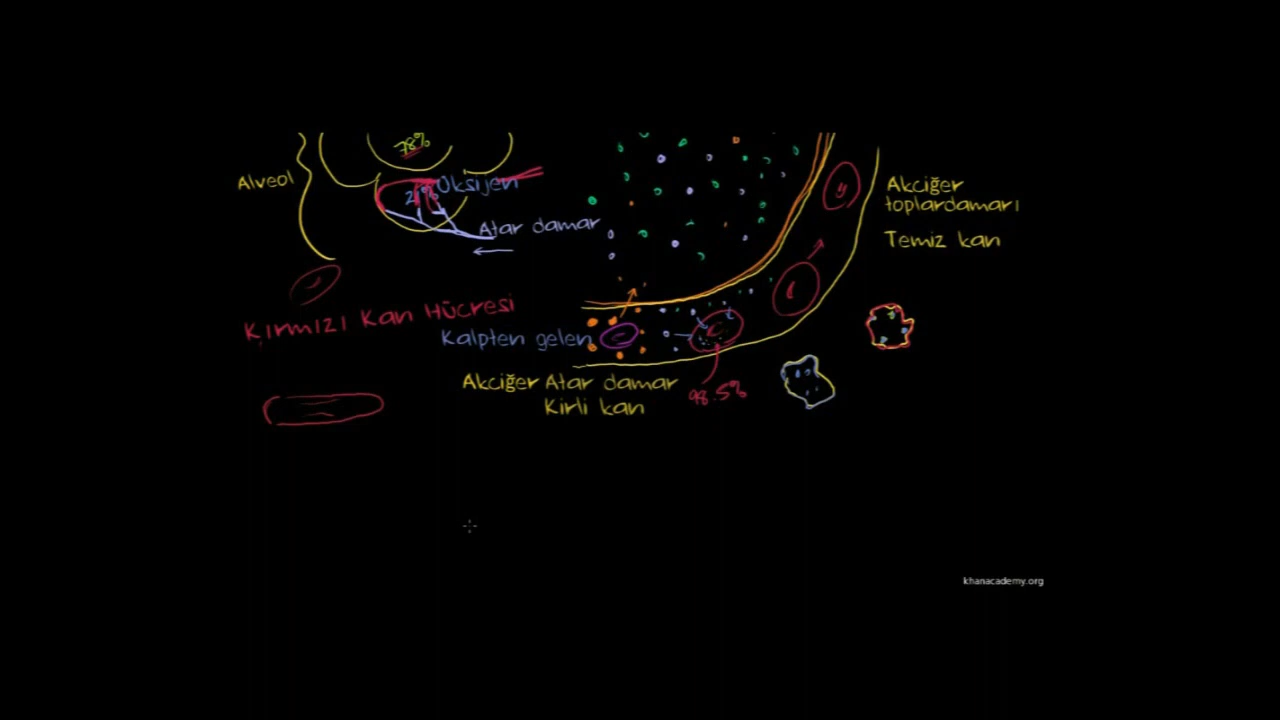 78%
Alveol
21% Oksijen
Atar damar
Akciğer
toplardamarı
Temiz kan
Kırmızı Kan Hücresi
Kalpten gelen
Akciğer Atar damar
Kirli kan
98.5%
khanacademy.org